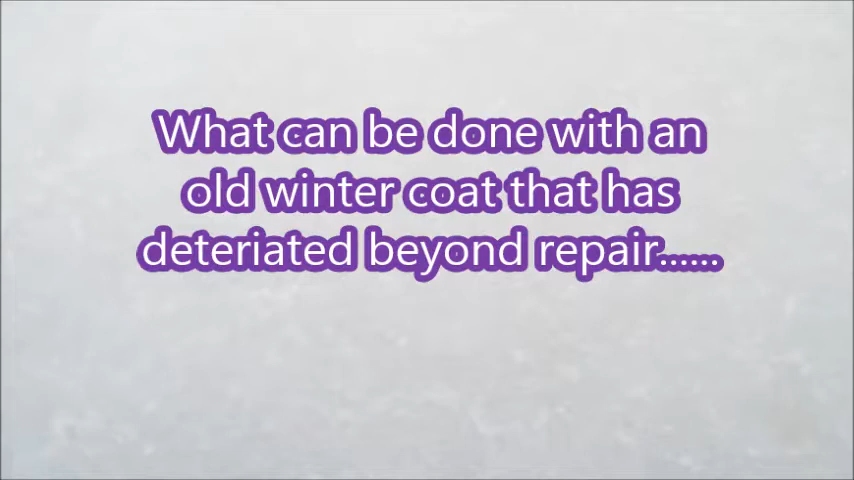 What can be done with an
old winter coat that has
deteriated beyond repair......